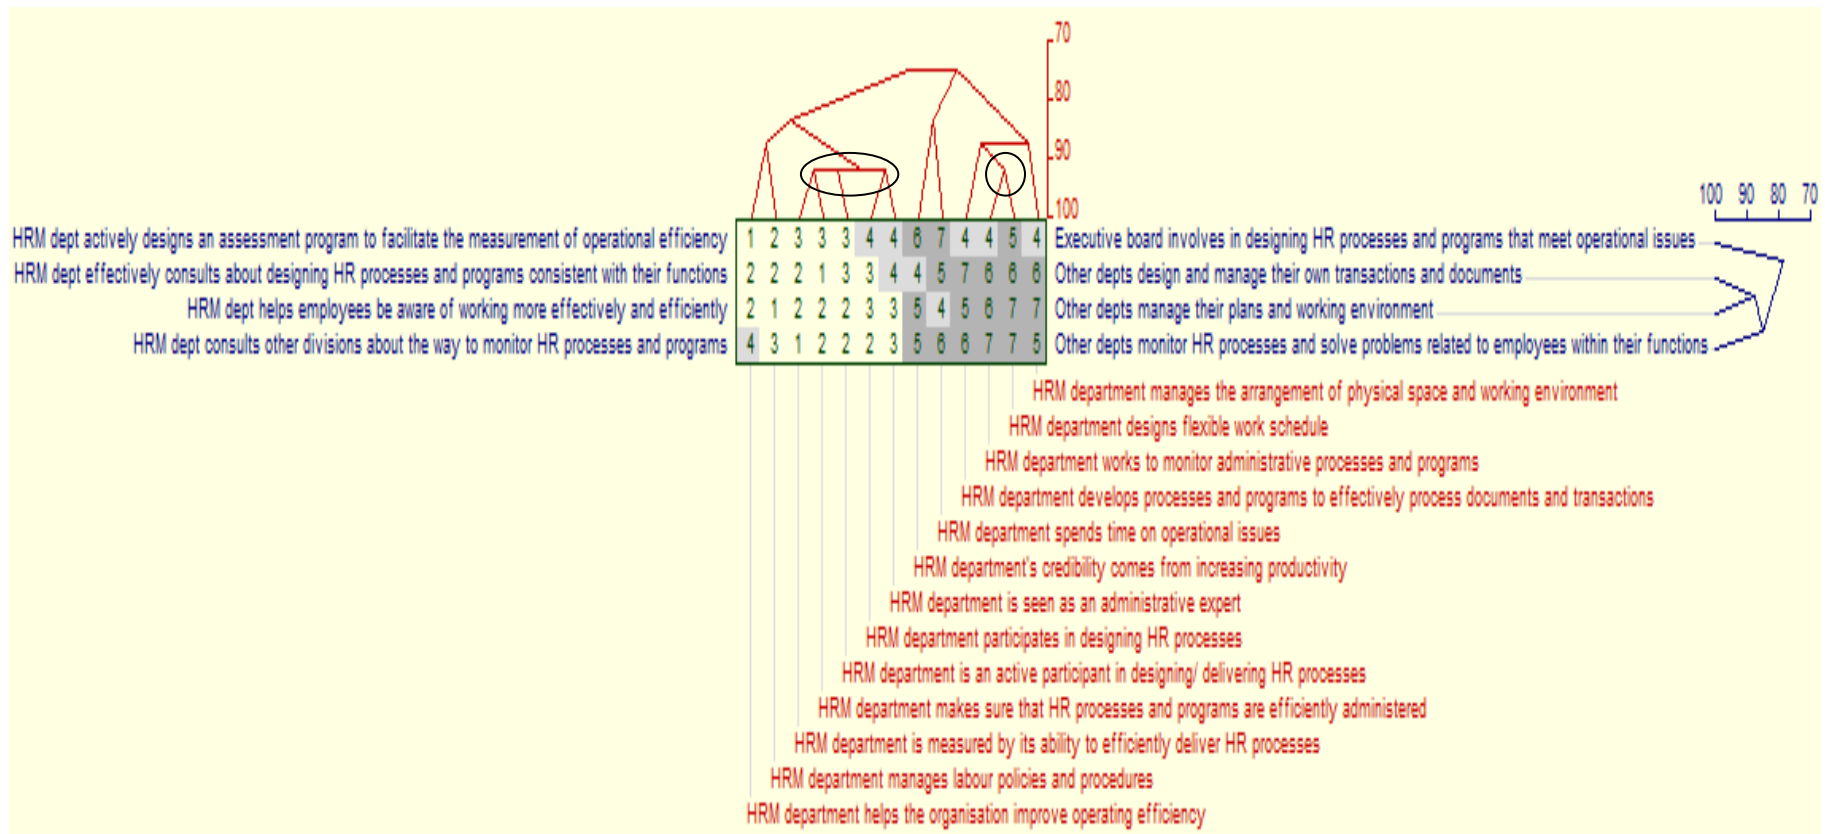 70
80
90
100
100 90 80 70
HRM dept actively designs an assessment program to facilitate the measurement of operational efficiency 1 2 3 3 3 4 4 6 7 4 4 5 4 Executive board involves in designing HR processes and programs that meet operational issues
HRM dept effectively consults about designing HR processes and programs consistent with their functions 2 2 2 1 3 3 4 4 5 7 6 6 6 Other depts design and manage their own transactions and documents
HRM dept helps employees be aware of working more effectively and efficiently 2 1 2 2 2 3 3 5 4 5 6 7 7 Other depts manage their plans and working environment
HRM dept consults other divisions about the way to monitor HR processes and programs 4 3 1 2 2 2 3 5 6 6 7 7 5 Other depts monitor HR processes and solve problems related to employees within their functions
HRM department manages the arrangement of physical space and working environment
HRM department designs flexible work schedule
HRM department works to monitor administrative processes and programs
HRM department develops processes and programs to effectively process documents and transactions
HRM department spends time on operational issues
HRM department's credibility comes from increasing productivity
HRM department is seen as an administrative expert
HRM department participates in designing HR processes
HRM department is an active participant in designing/ delivering HR processes
HRM department makes sure that HR processes and programs are efficiently administered
HRM department is measured by its ability to efficiently deliver HR processes
HRM department manages labour policies and procedures
HRM department helps the organisation improve operating efficiency